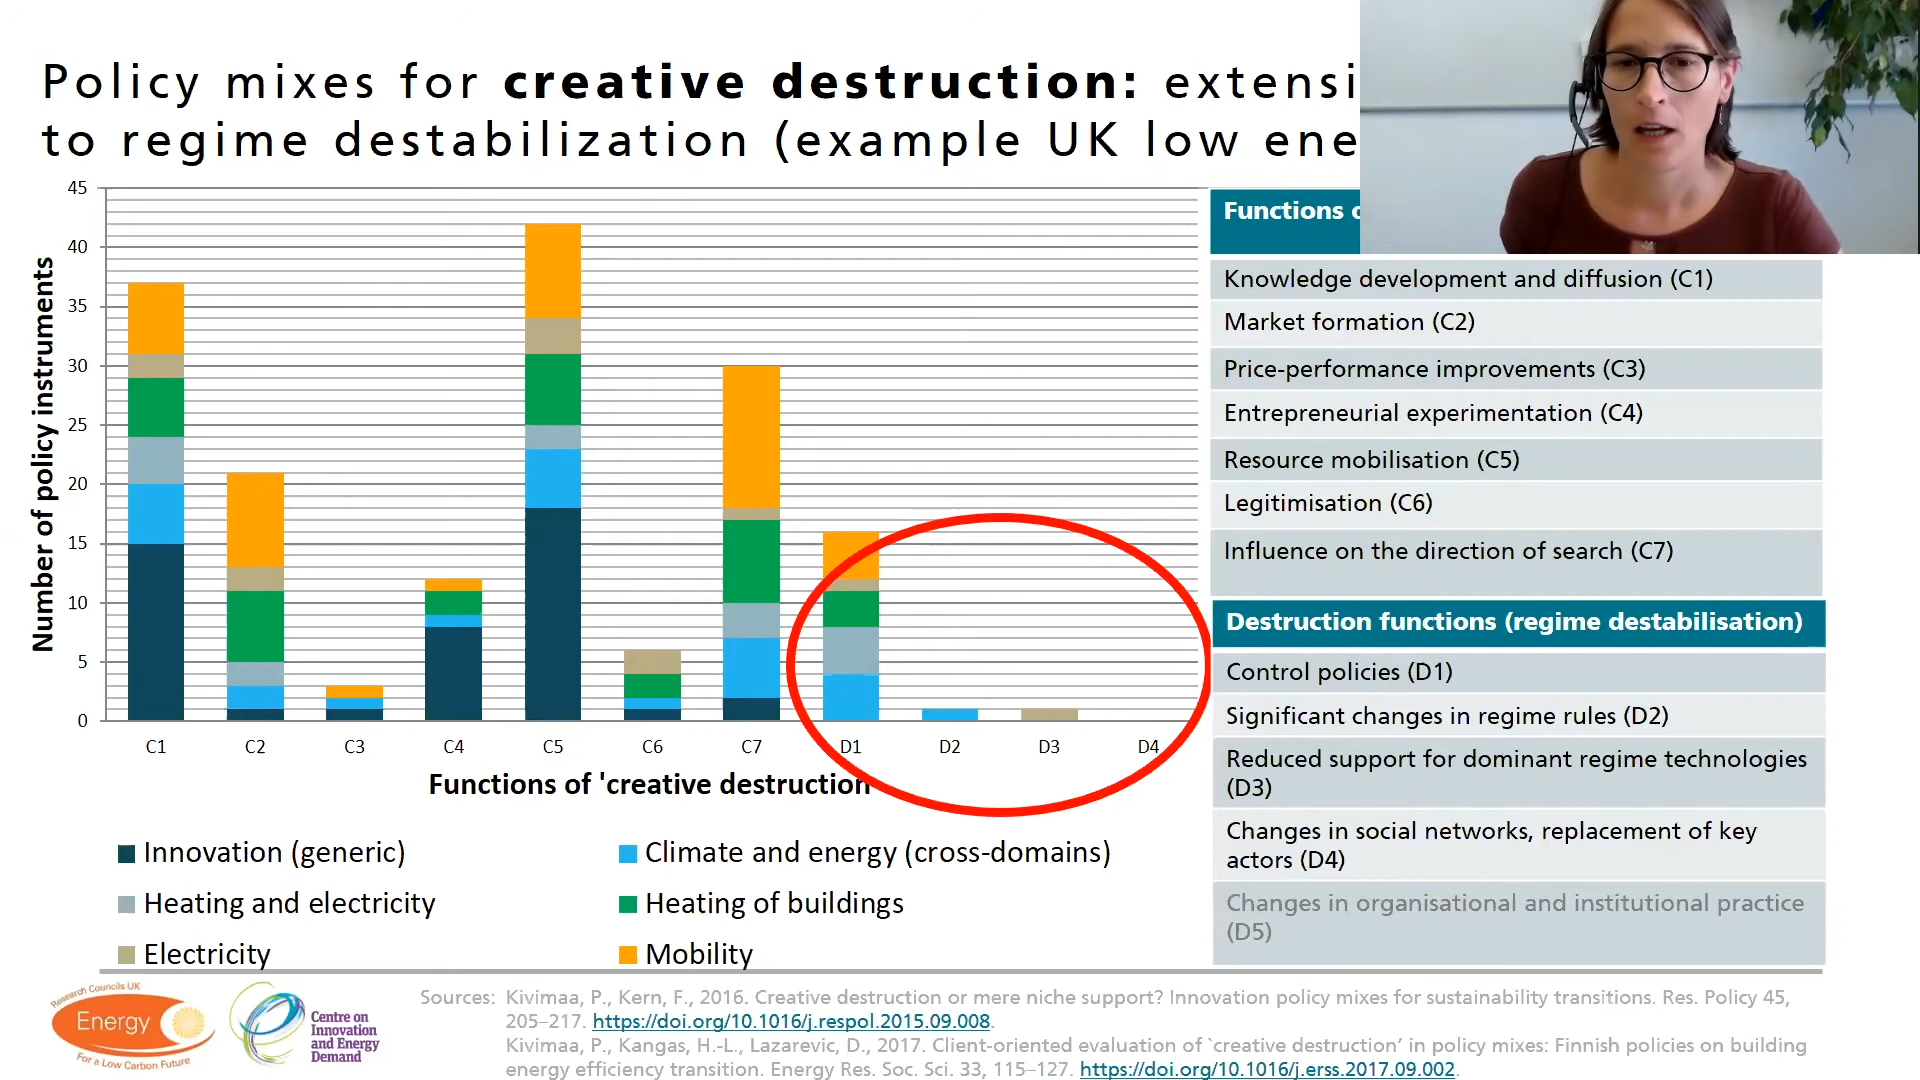 Policy mixes for creative destruction: extensi
to regime destabilization (example UK low ene
45
40
35
30
25
20
15
10
5
0
Number of policy instruments
C1 C2 C3 C4 C5 C6 C7 D1 D2 D3 D4
Functions of 'creative destruction
Innovation (generic)
Climate and energy (cross-domains)
Heating and electricity
Heating of buildings
Electricity
Mobility
Functions
Knowledge development and diffusion (C1)
Market formation (C2)
Price-performance improvements (C3)
Entrepreneurial experimentation (C4)
Resource mobilisation (C5)
Legitimisation (C6)
Influence on the direction of search (C7)
Destruction functions (regime destabilisation)
Control policies (D1)
Significant changes in regime rules (D2)
Reduced support for dominant regime technologies
(D3)
Changes in social networks, replacement of key
actors (D4)
Changes in organisational and institutional practice
(D5)
Research Councils UK
Energy
For a Low Carbon Future
Centre on
Innovation
and Energy
Demand
Sources: Kivimaa, P., Kern, F., 2016. Creative destruction or mere niche support? Innovation policy mixes for sustainability transitions. Res. Policy 45,
205–217. https://doi.org/10.1016/j.respol.2015.09.008.
Kivimaa, P., Kangas, H.-L., Lazarevic, D., 2017. Client-oriented evaluation of `creative destruction' in policy mixes: Finnish policies on building
energy efficiency transition. Energy Res. Soc. Sci. 33, 115–127. https://doi.org/10.1016/j.erss.2017.09.002.